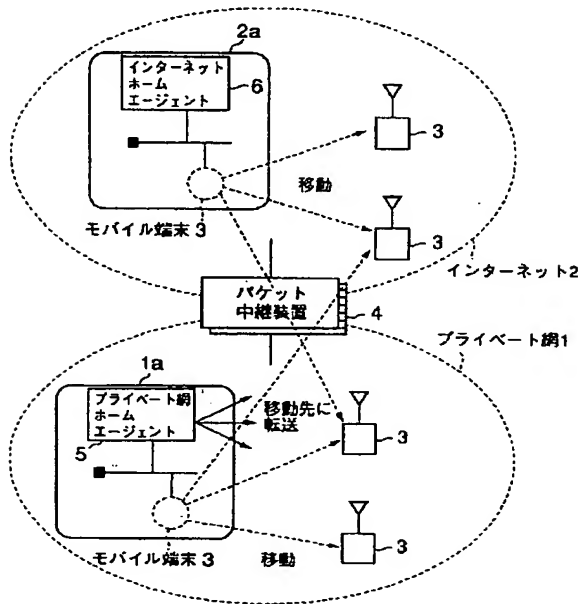 2a
インターネット
ホーム
エージェント
6
3
移動
3
モバイル端末3
インターネット2
パケット
中継装置
4
プライベート網1
1a
プライベート網
ホーム
エージェント
移動先に
転送
5
3
3
モバイル端末3
移動